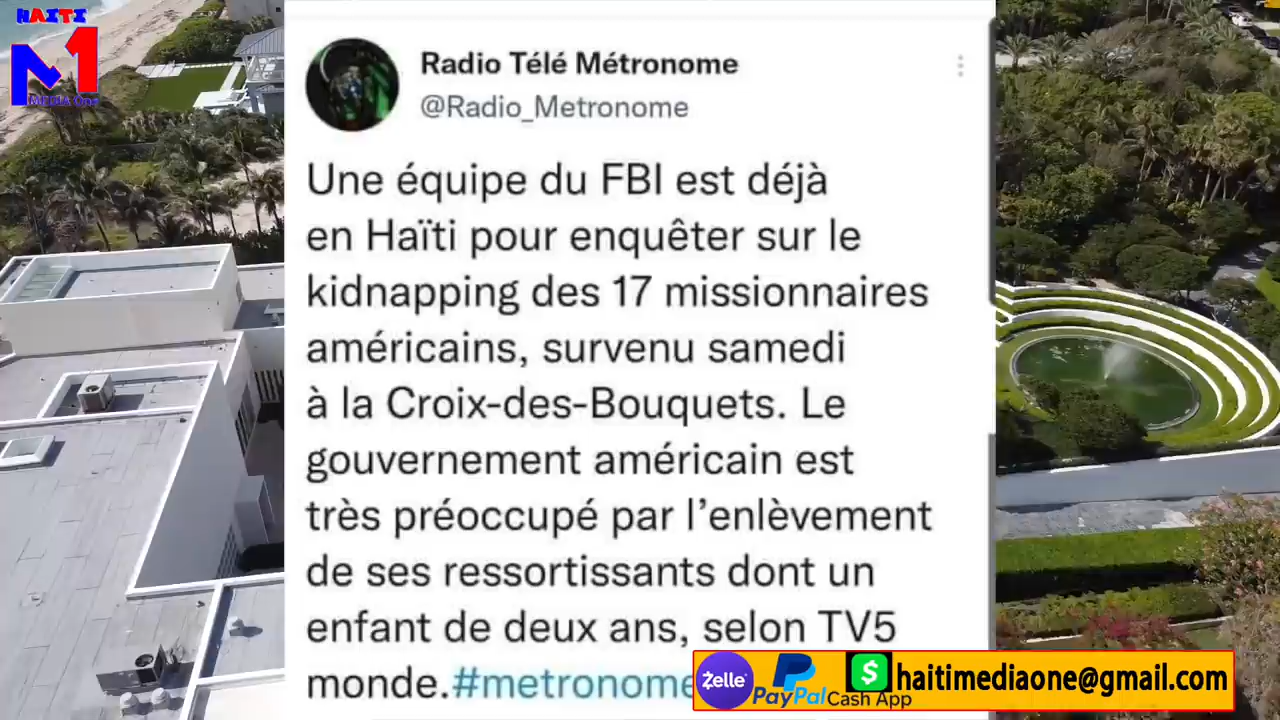 HAITI
M1
MEDIA One
Radio Télé Métronome
@Radio_Metronome
Une équipe du FBI est déjà
en Haïti pour enquêter sur le
kidnapping des 17 missionnaires
américains, survenu samedi
à la Croix-des-Bouquets. Le
gouvernement américain est
très préoccupé par l’enlèvement
de ses ressortissants dont un
enfant de deux ans, selon TV5
monde.#metronome
Zelle
PayPal
$
Cash App
haitimediaone@gmail.com